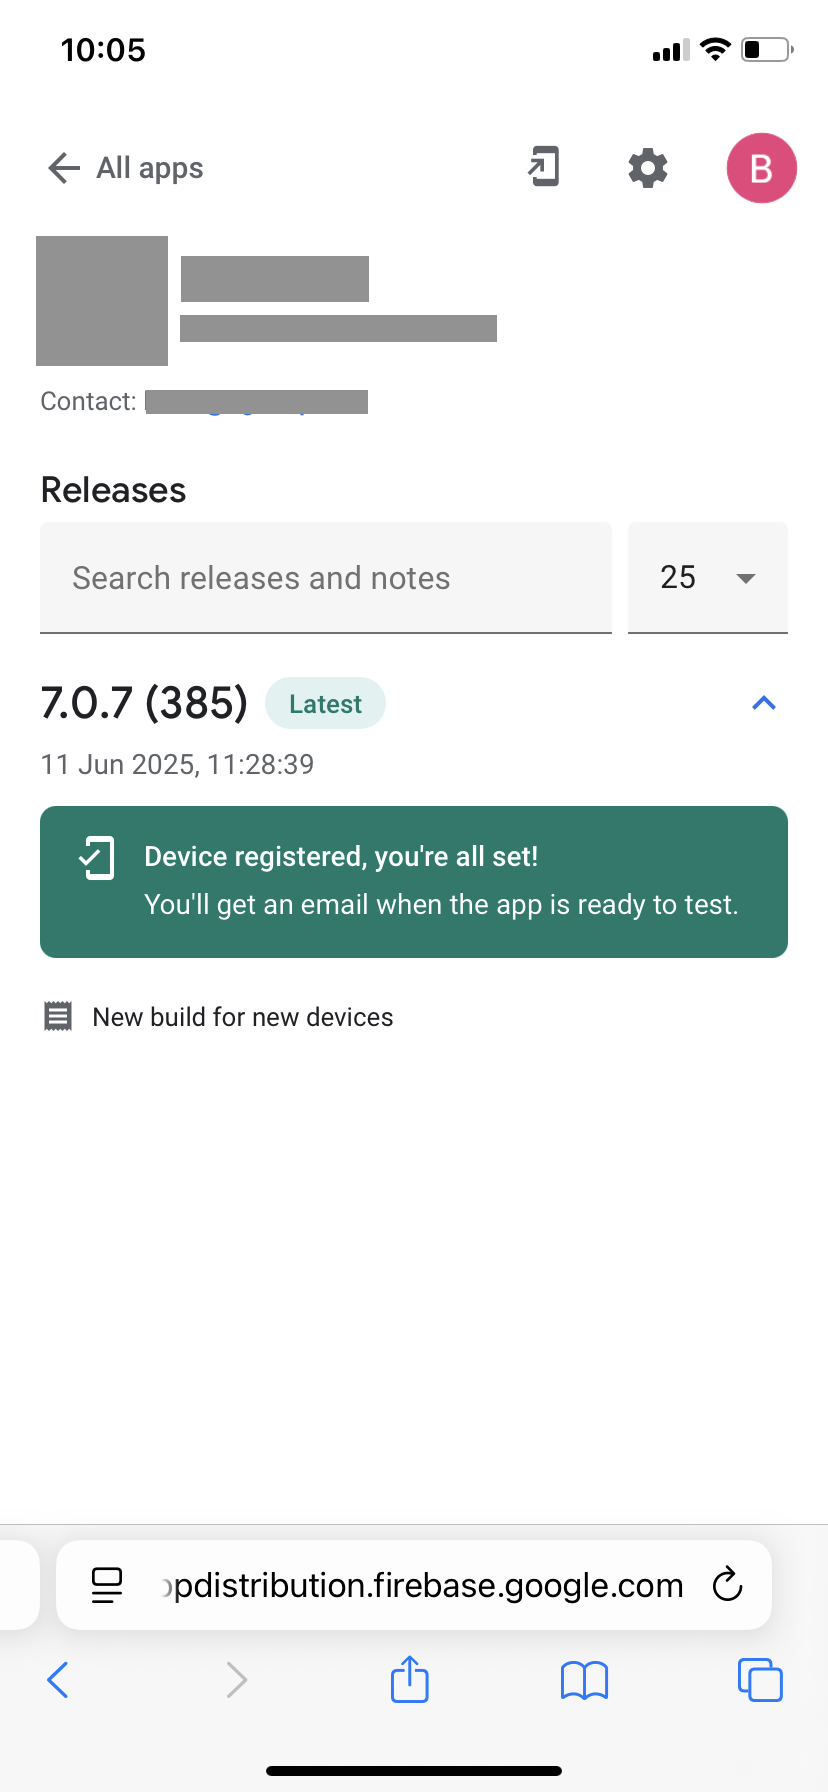 10:05
All apps
B
Contact:
Releases
Search releases and notes
25
7.0.7 (385)
Latest
11 Jun 2025, 11:28:39
Device registered, you're all set!
You'll get an email when the app is ready to test.
New build for new devices
pdistribution.firebase.google.com